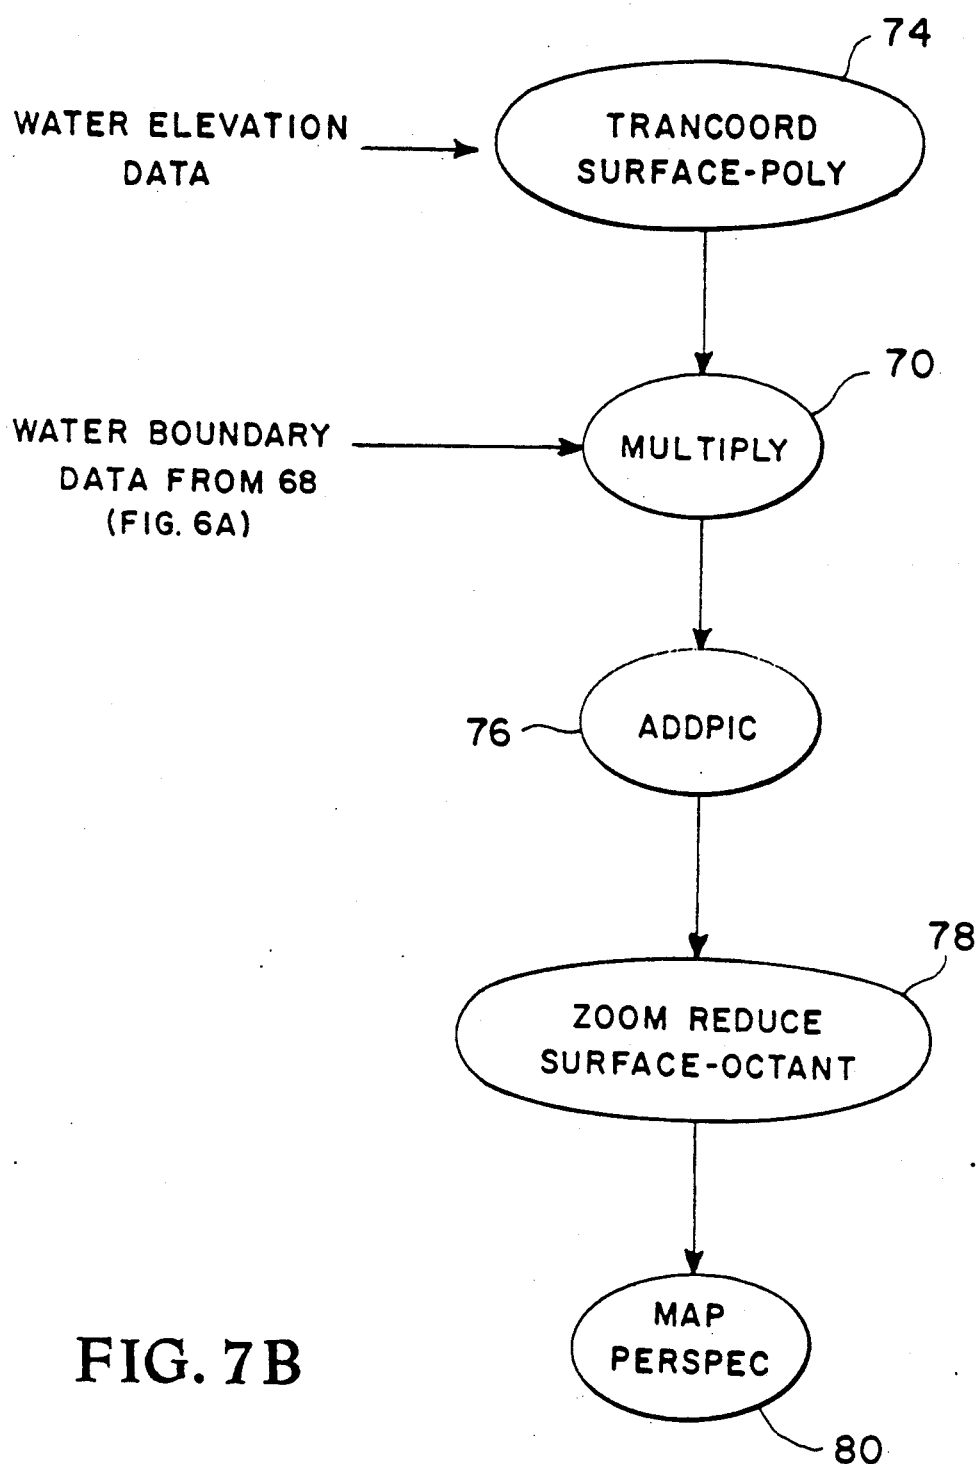 74
WATER ELEVATION
DATA
TRANCOORD
SURFACE-POLY
70
WATER BOUNDARY
DATA FROM 68
(FIG. 6A)
MULTIPLY
76
ADDPIC
78
ZOOM REDUCE
SURFACE-OCTANT
MAP
PERSPEC
80
FIG. 7B